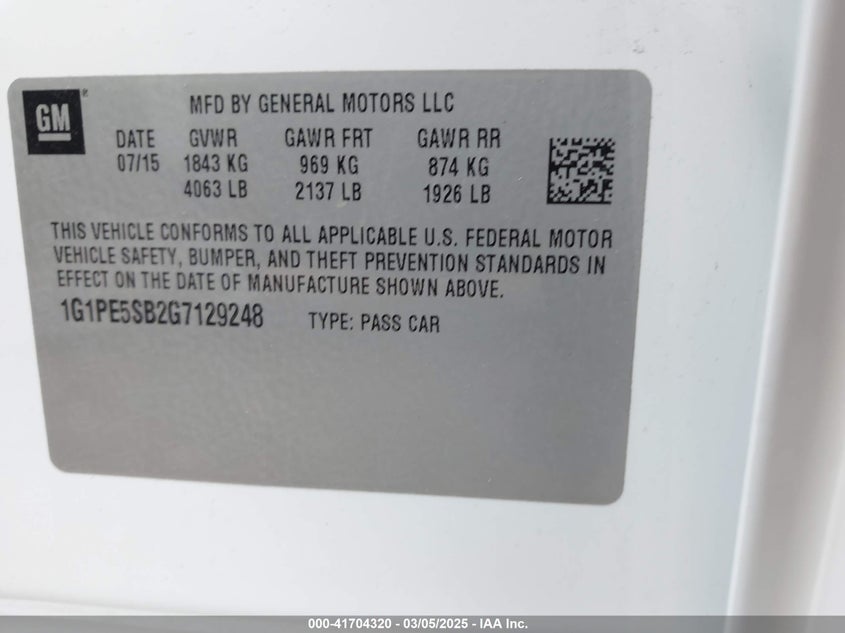 GM®
MFD BY GENERAL MOTORS LLC
DATE GVWR GAWR FRT GAWR RR
07/15 1843 KG 969 KG 874 KG
4063 LB 2137 LB 1926 LB
THIS VEHICLE CONFORMS TO ALL APPLICABLE U.S. FEDERAL MOTOR
VEHICLE SAFETY, BUMPER, AND THEFT PREVENTION STANDARDS IN
EFFECT ON THE DATE OF MANUFACTURE SHOWN ABOVE.
1G1PE5SB2G7129248 TYPE: PASS CAR
000-41704320 - 03/05/2025 - IAA Inc.